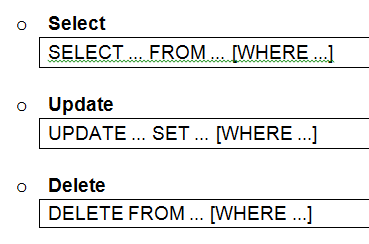 o Select
SELECT ... FROM ... [WHERE ...]
o Update
UPDATE ... SET ... [WHERE ...]
o Delete
DELETE FROM ... [WHERE ...]